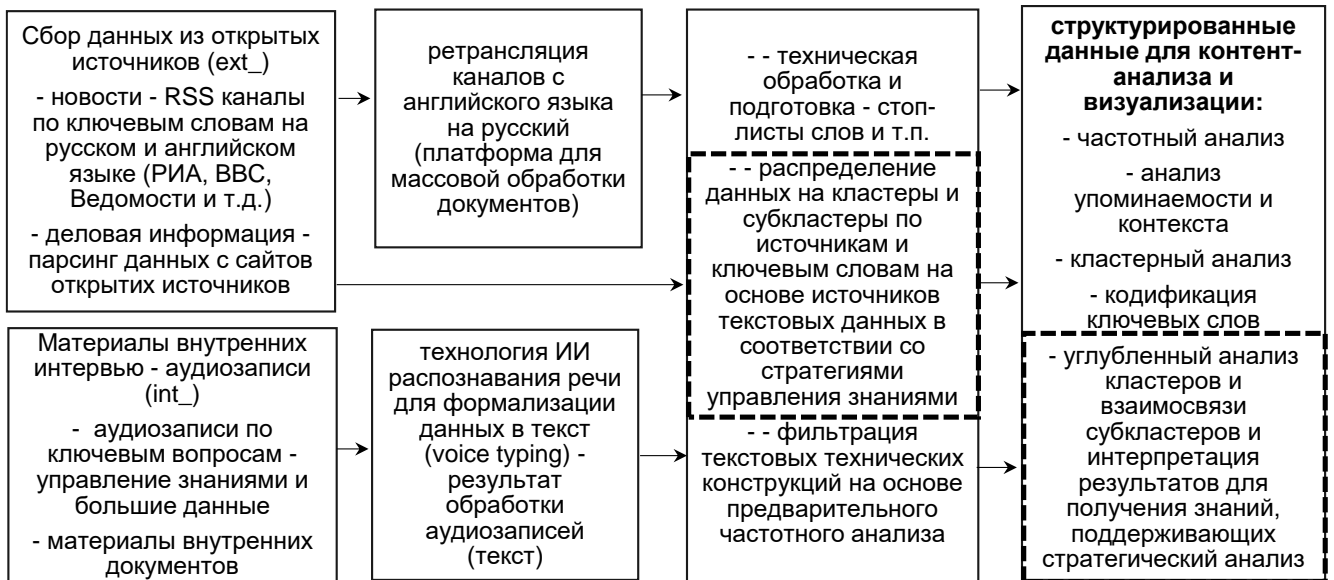 Сбор данных из открытых
источников (ext_)
- новости - RSS каналы
по ключевым словам на
русском и английском
языке (РИА, BBC,
Ведомости и т.д.)
- деловая информация -
парсинг данных с сайтов
открытих источников
ретрансляция
каналов с
английского языка
на русский
(платформа для
массовой обработки
документов)
- - техническая
обработка и
подготовка - стоп-
листы слов и т.п.
- - распределение
данных на кластеры и
субкластеры по
источникам и
ключевым словам на
основе источников
текстовых данных в
соответствии со
стратегиями
управления знаниями
- - фильтрация
текстовых технических
конструкций на основе
предварительного
частотного анализа
структурированные
данные для контент-
анализа и
визуализации:
- частотный анализ
- анализ
упоминаемости и
контекста
- кластерный анализ
- кодификация
ключевых слов
- углубленный анализ
кластеров и
взаимосвязи
субкластеров и
интерпретация
результатов для
получения знаний,
поддерживающих
стратегический анализ
Материалы внутренних
интервью - аудиозаписи
(int_)
- аудиозаписи по
ключевым вопросам -
управление знаниями и
большие данные
- материалы внутренних
документов
технология ИИ
распознавания речи
для формализации
данных в текст
(voice typing) -
результат
обработки
аудиозаписей
(текст)